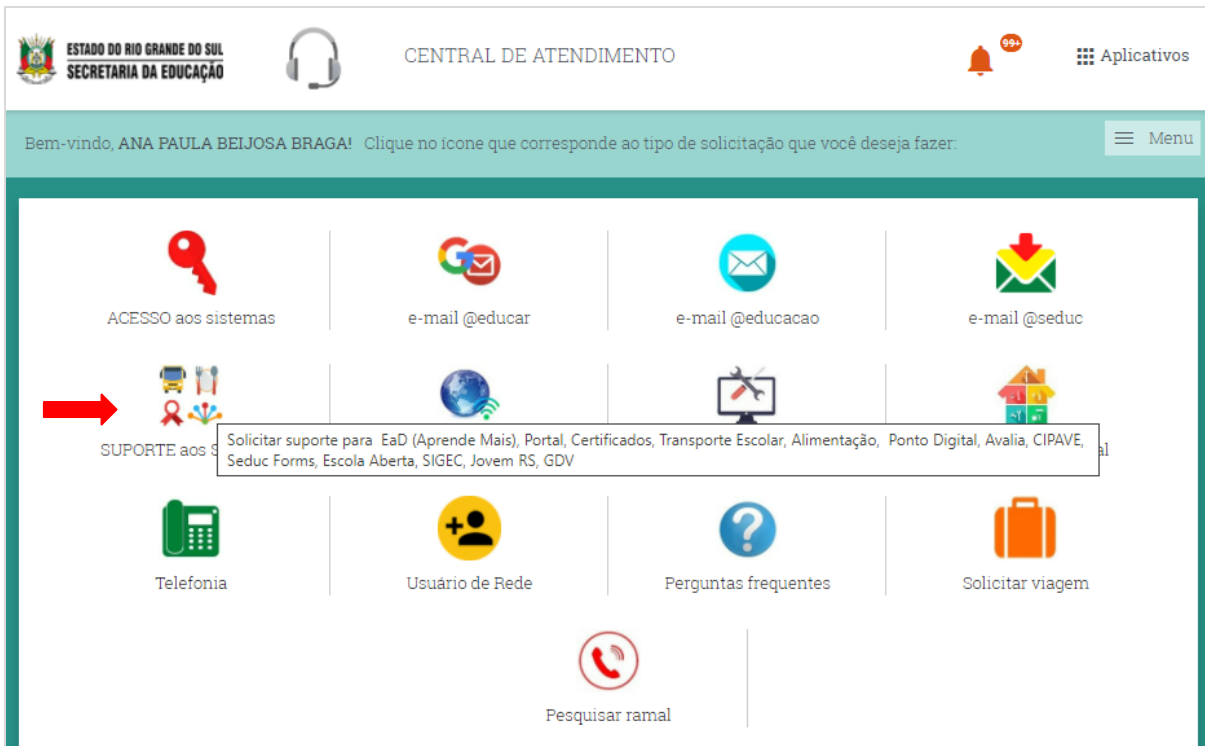 ESTADO DO RIO GRANDE DO SUL
SECRETARIA DA EDUCAÇÃO
CENTRAL DE ATENDIMENTO
99+
Aplicativos
Bem-vindo, ANA PAULA BEIJOSA BRAGA! Clique no ícone que corresponde ao tipo de solicitação que você deseja fazer:
Menu
ACESSO aos sistemas
e-mail @educar
e-mail @educacao
e-mail @seduc
SUPORTE aos
Solicitar suporte para EaD (Aprende Mais), Portal, Certificados, Transporte Escolar, Alimentação, Ponto Digital, Avalia, CIPAVE,
Seduc Forms, Escola Aberta, SIGEC, Jovem RS, GDV
Telefonia
Usuário de Rede
Perguntas frequentes
Solicitar viagem
Pesquisar ramal